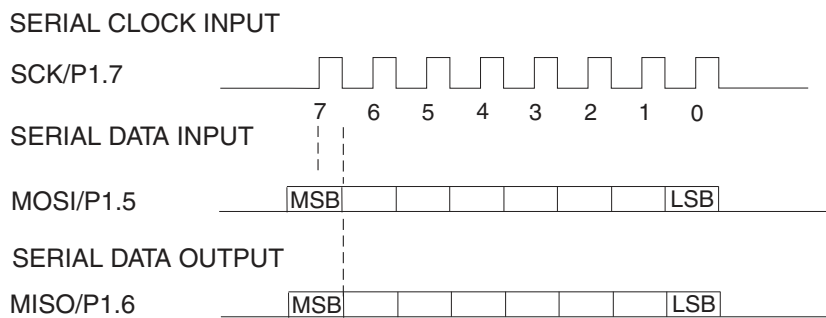 SERIAL CLOCK INPUT
SCK/P1.7
7 6 5 4 3 2 1 0
SERIAL DATA INPUT
MOSI/P1.5 MSB LSB
SERIAL DATA OUTPUT
MISO/P1.6 MSB LSB